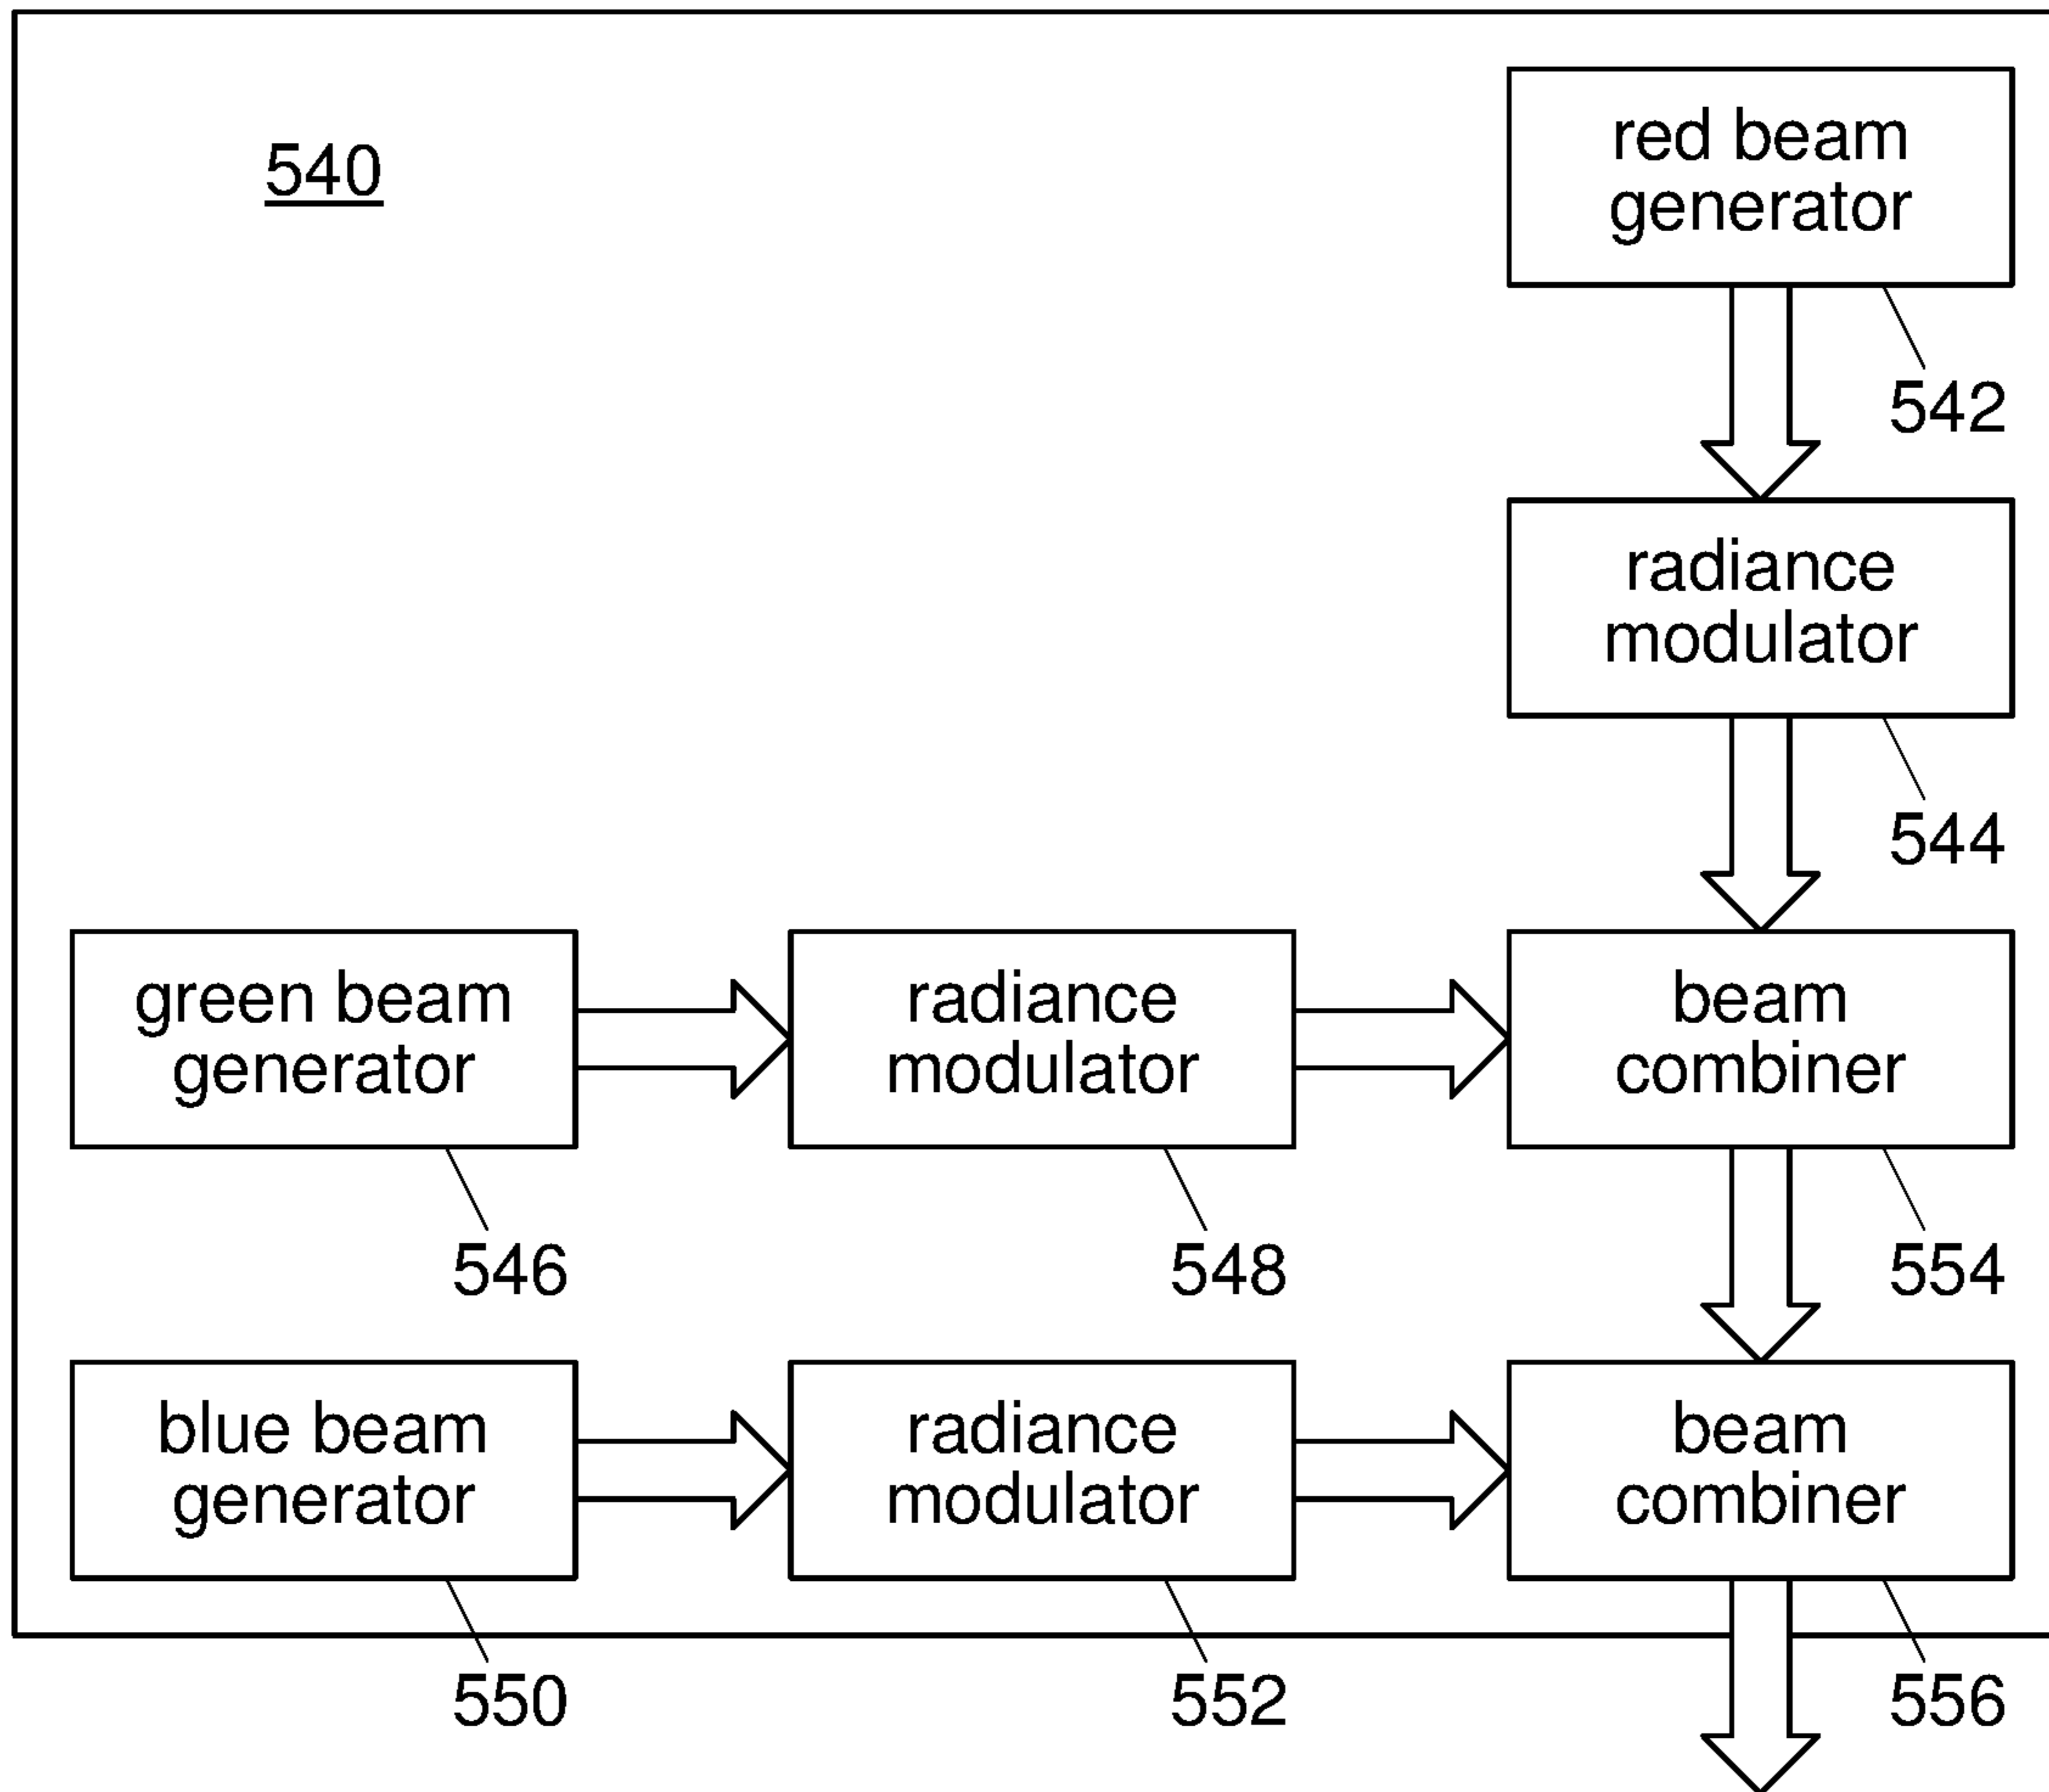 540
red beam
generator
542
radiance
modulator
544
green beam
generator
546
radiance
modulator
548
beam
combiner
554
blue beam
generator
550
radiance
modulator
552
beam
combiner
556